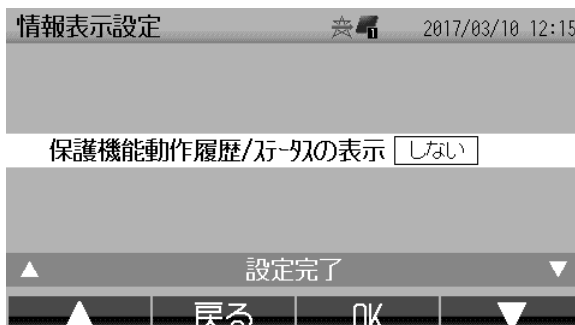 情報表示設定 1 2017/03/10 12:15
保護機能動作履歴/ステータスの表示 しない
▲ 設定完了 ▼
▲ 戻る OK ▼